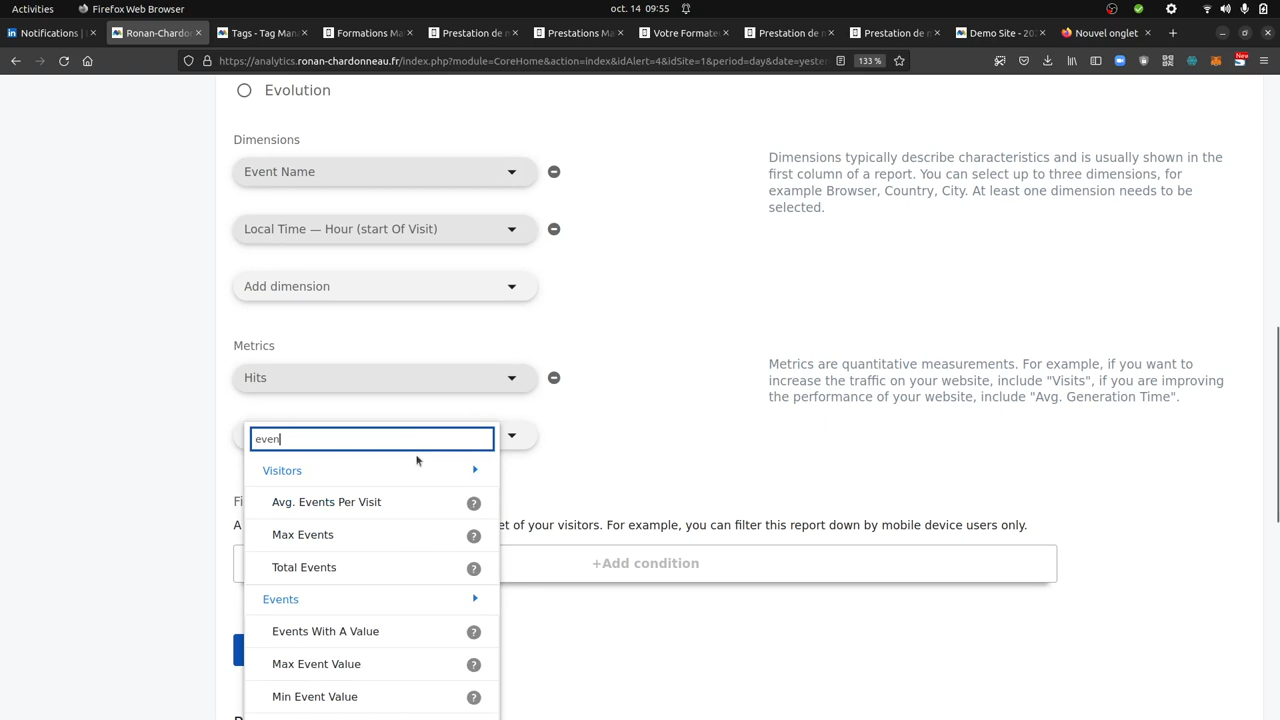 Activities
Firefox Web Browser
oct. 14 09:55
Notifications |
Ronan-Chardo
Tags - Tag Man
Formations Ma
Prestation de n
Prestations Ma
Votre Formate
Prestation de n
Prestation de n
Demo Site - 20
Nouvel onglet
https://analytics.ronan-chardonneau.fr/index.php?module=CoreHome&action=index&idAlert=4&idSite=1&period=day&date=yeste
133 %
New
Evolution
Dimensions
Event Name
Local Time — Hour (start Of Visit)
Add dimension
Dimensions typically describe characteristics and is usually shown in the
first column of a report. You can select up to three dimensions, for
example Browser, Country, City. At least one dimension needs to be
selected.
Metrics
Hits
Metrics are quantitative measurements. For example, if you want to
increase the traffic on your website, include "Visits", if you are improving
the performance of your website, include "Avg. Generation Time".
even
Visitors
Avg. Events Per Visit
Max Events
Total Events
Events
Events With A Value
Max Event Value
Min Event Value
Fi
A
et of your visitors. For example, you can filter this report down by mobile device users only.
+Add condition